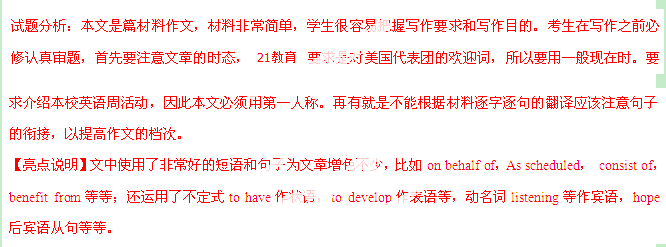 试题分析：本文是篇材料作文，材料非常简单，学生很容易把握写作要求和写作目的。考生在写作之前必
修认真审题，首先要注意文章的时态， 21教育 要求是对美国代表团的欢迎词，所以要用一般现在时。要
求介绍本校英语周活动，因此本文必须用第一人称。再有就是不能根据材料逐字逐句的翻译应该注意句子
的衔接，以提高作文的档次。
【亮点说明】文中使用了非常好的短语和句子为文章增色不少，比如 on behalf of，As scheduled， consist of，
benefit from 等等；还运用了不定式 to have 作状语，to develop 作表语等，动名词 listening 等作宾语，hope
后宾语从句等等。